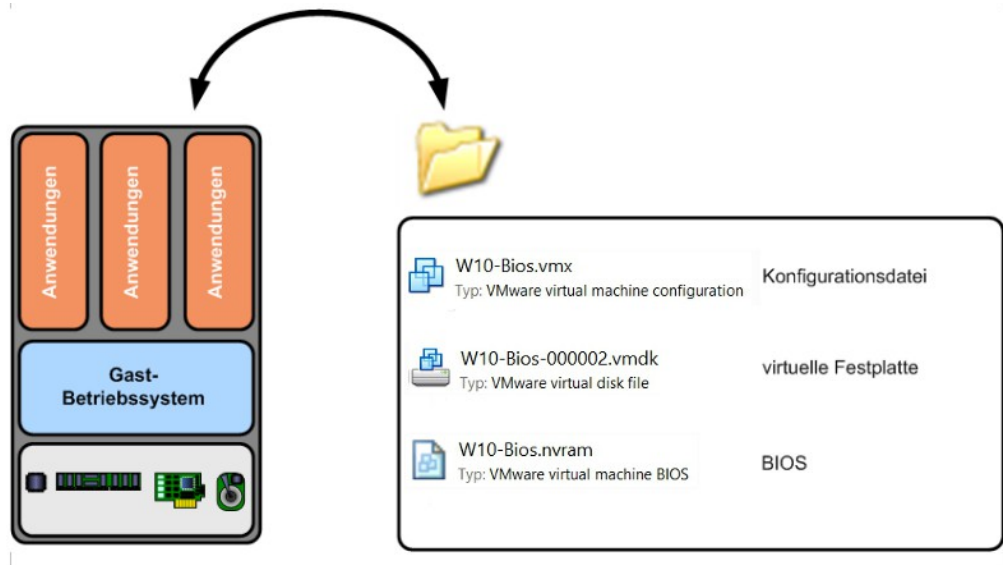 Anwendungen
Anwendungen
Anwendungen
Gast-
Betriebssystem
W10-Bios.vmx
Typ: VMware virtual machine configuration
Konfigurationsdatei
W10-Bios-000002.vmdk
Typ: VMware virtual disk file
virtuelle Festplatte
W10-Bios.nvram
Typ: VMware virtual machine BIOS
BIOS